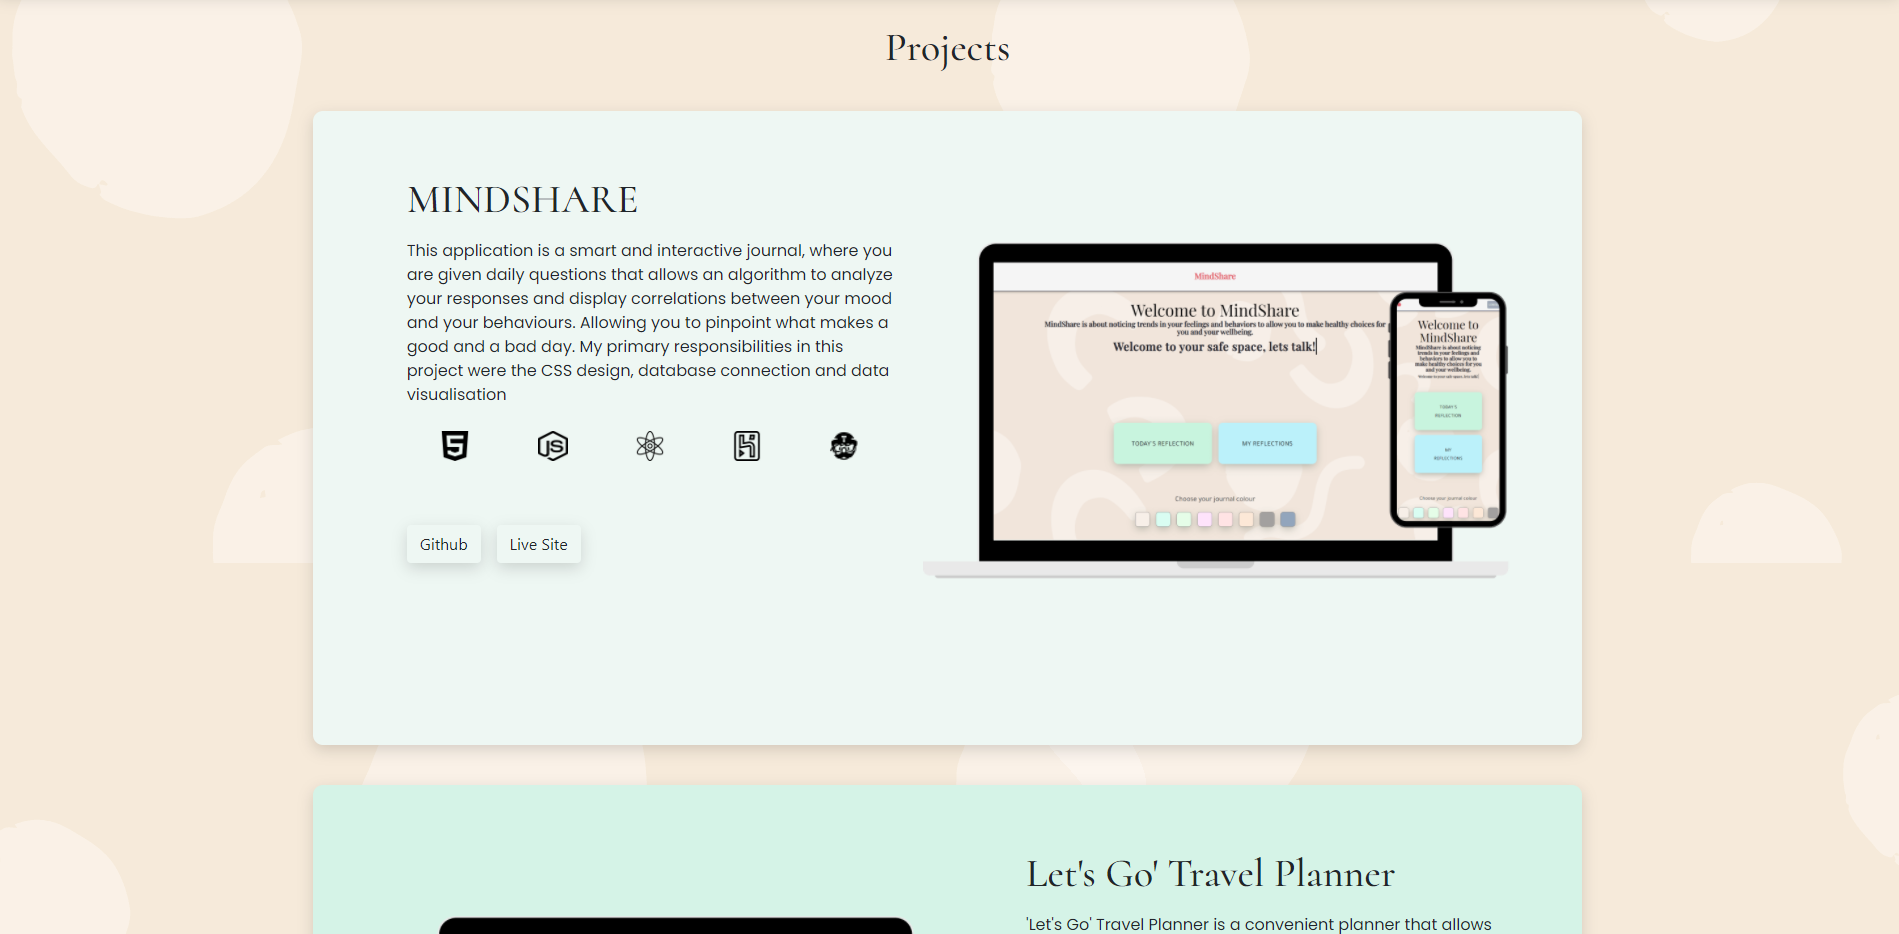 Projects
MINDSHARE
This application is a smart and interactive journal, where you
are given daily questions that allows an algorithm to analyze
your responses and display correlations between your mood
and your behaviours. Allowing you to pinpoint what makes a
good and a bad day. My primary responsibilities in this
project were the CSS design, database connection and data
visualisation
JS
Github
Live Site
MindShare
Welcome to MindShare
MindShare is about noticing trends in your feelings and behaviors to allow you to make healthy choices for
you and your wellbeing.
Welcome to your safe space, lets talk!
TODAY'S REFLECTION
MY REFLECTIONS
Choose your journal colour
Welcome to
MindShare
MindShare is about noticing
trends in your feelings and
behaviors to allow you to
make healthy choices for you
and your wellbeing.
Welcome to your safe space, lets talk!
TODAY'S
REFLECTION
MY
REFLECTIONS
Choose your journal colour
Let's Go' Travel Planner
'Let's Go' Travel Planner is a convenient planner that allows